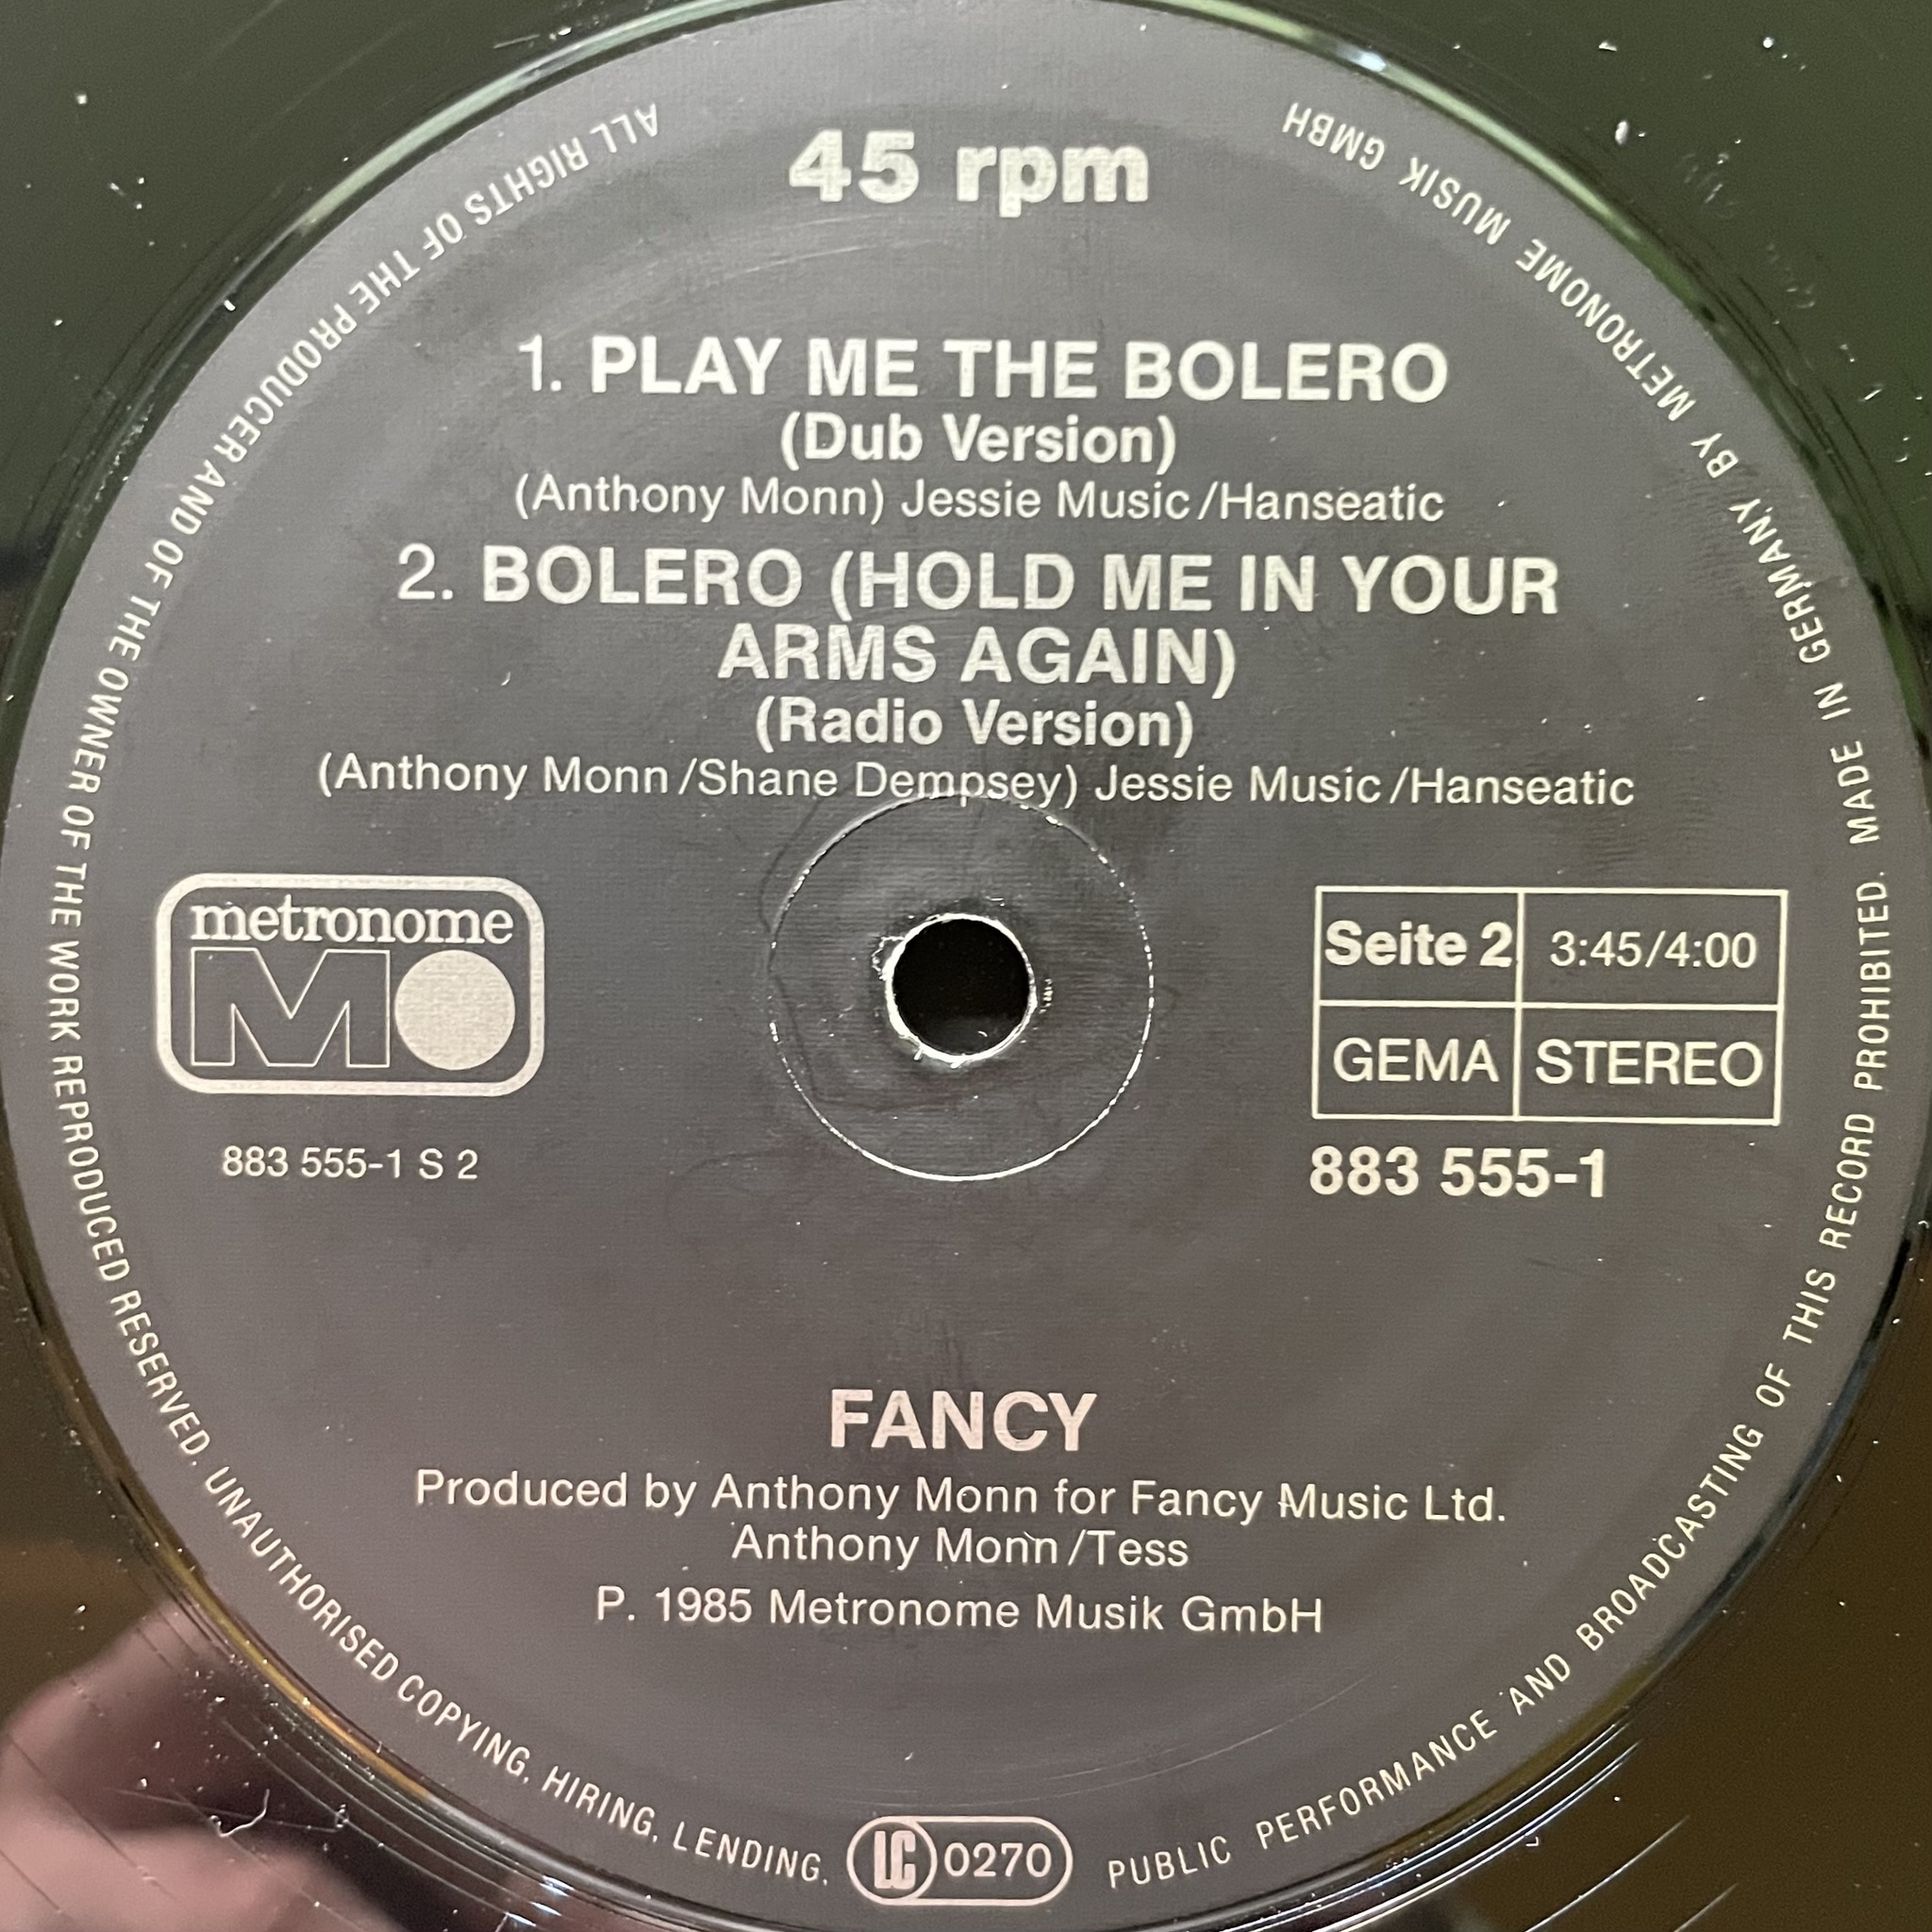 45 rpm
1. PLAY ME THE BOLERO
(Dub Version)
(Anthony Monn) Jessie Music/Hanseatic
2. BOLERO (HOLD ME IN YOUR
ARMS AGAIN)
(Radio Version)
(Anthony Monn/Shane Dempsey) Jessie Music/Hanseatic
metronome
MO
883 555-1 S 2
Seite 2 3:45/4:00
GEMA STEREO
883 555-1
FANCY
Produced by Anthony Monn for Fancy Music Ltd.
Anthony Monn/Tess
P. 1985 Metronome Musik GmbH
LC 0270
ALL RIGHTS OF THE PRODUCER AND OF THE OWNER OF THE WORK REPRODUCED RESERVED. UNAUTHORISED COPYING, HIRING, LENDING, PUBLIC PERFORMANCE AND BROADCASTING OF THIS RECORD PROHIBITED. MADE IN GERMANY BY METRONOME MUSIK GMBH